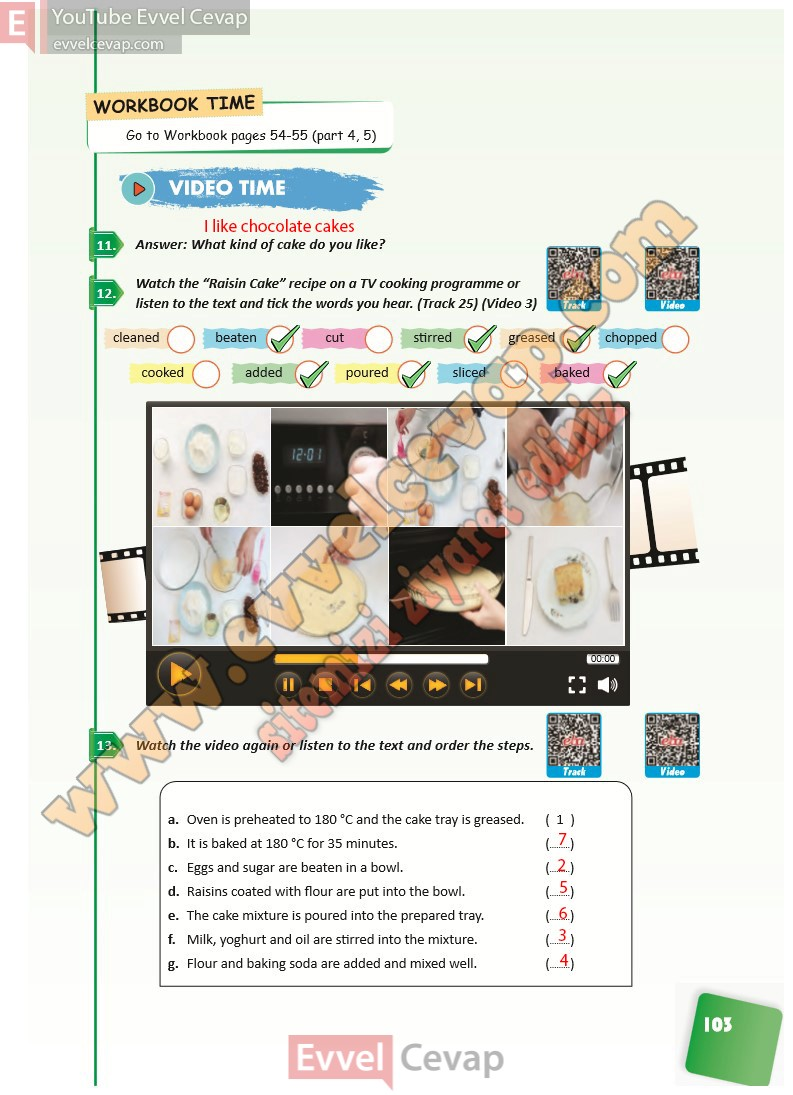 E YouTube Evvel Cevap
evvelcevap.com
WORKBOOK TIME
Go to Workbook pages 54-55 (part 4, 5)
VIDEO TIME
I like chocolate cakes
11. Answer: What kind of cake do you like?
12. Watch the “Raisin Cake” recipe on a TV cooking programme or
listen to the text and tick the words you hear. (Track 25) (Video 3)
Track Video
cleaned beaten cut stirred greased chopped
cooked added poured sliced baked
12:01
00:00
www.evvelcevap.com
sitemizi ziyaret ediniz
13. Watch the video again or listen to the text and order the steps.
Track Video
a. Oven is preheated to 180 °C and the cake tray is greased. ( 1 )
b. It is baked at 180 °C for 35 minutes. (...7...)
c. Eggs and sugar are beaten in a bowl. (...2...)
d. Raisins coated with flour are put into the bowl. (...5...)
e. The cake mixture is poured into the prepared tray. (...6...)
f. Milk, yoghurt and oil are stirred into the mixture. (...3...)
g. Flour and baking soda are added and mixed well. (...4...)
103
Evvel Cevap